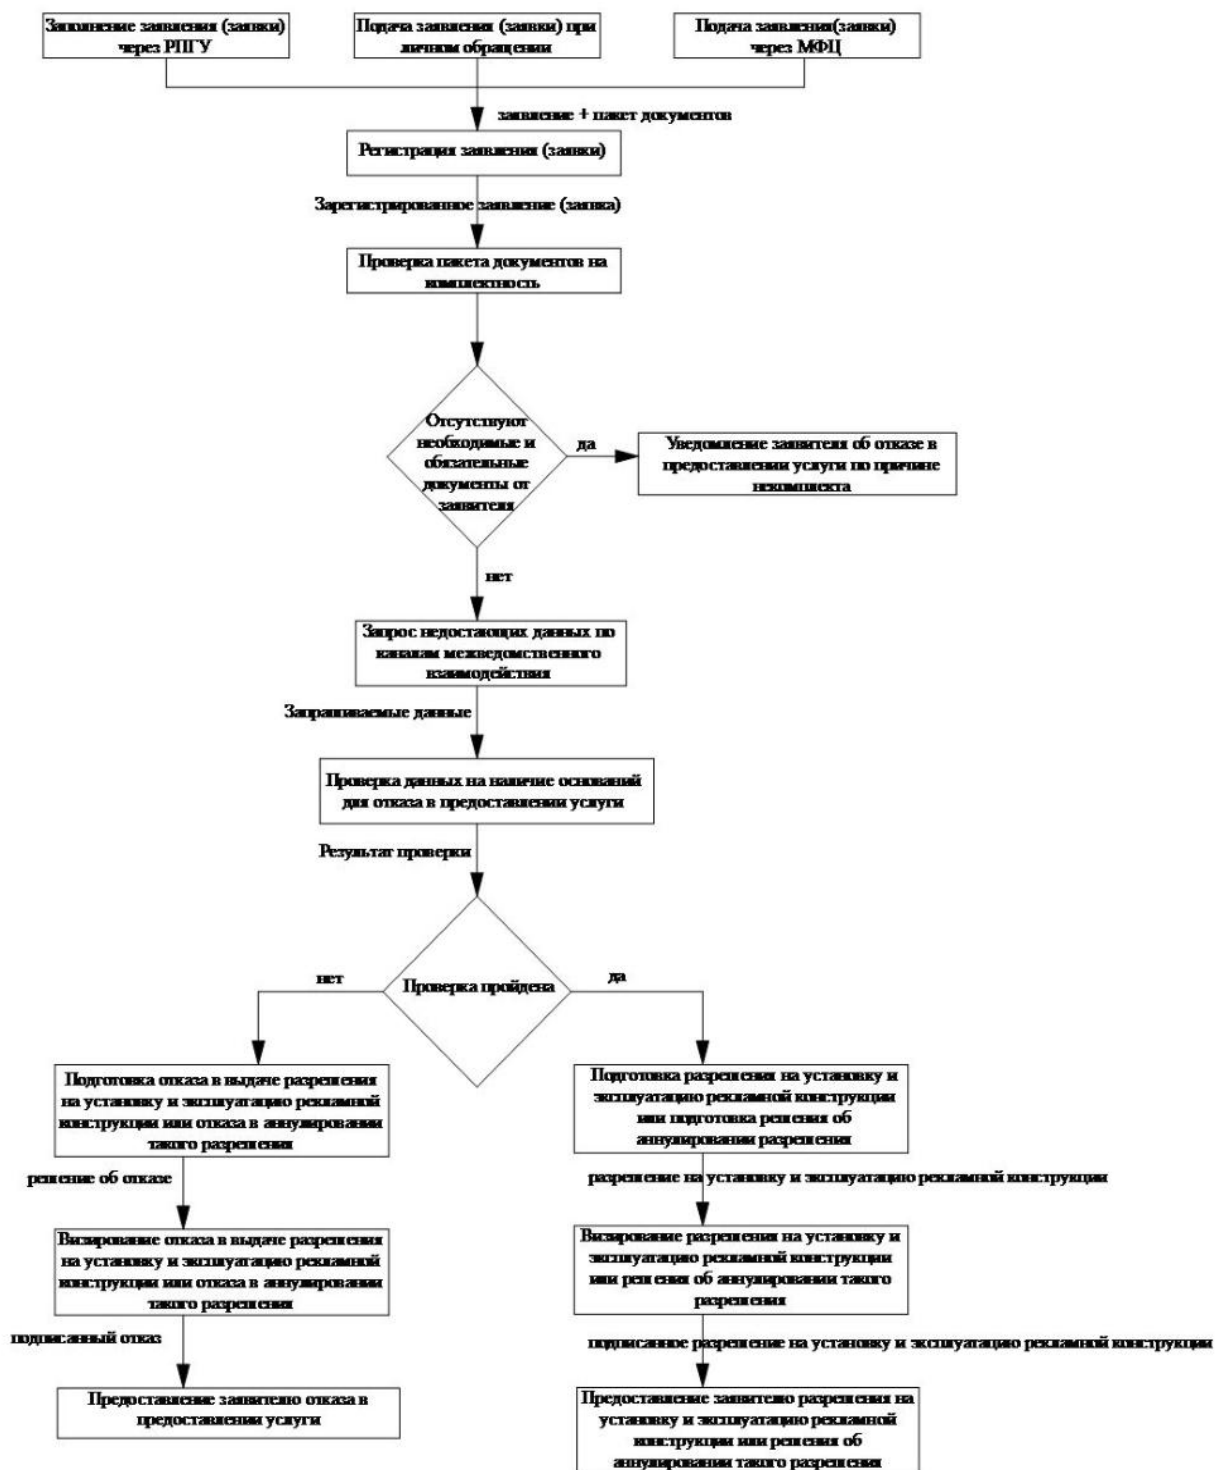 Заполнение заявления (заявки)
через РПГУ
Подача заявления (заявки) при
личном обращении
Подача заявления(заявки)
через МФЦ
заявление + пакет документов
Регистрация заявления (заявки)
Зарегистрированное заявление (заявка)
Проверка пакета документов на
комплектность
Отсутствуют
необходимые и
обязательные
документы от
заявителя
да
Уведомление заявителя об отказе в
предоставлении услуги по причине
некомплекта
нет
Запрос недостающих данных по
каналам межведомственного
взаимодействия
Запрашиваемые данные
Проверка данных на наличие оснований
для отказа в предоставлении услуги
Результат проверки
Проверка пройдена
нет
да
Подготовка отказа в выдаче разрешения
на установку и эксплуатацию рекламной
конструкции или отказа в аннулировании
такого разрешения
Подготовка разрешения на установку и
эксплуатацию рекламной конструкции
или подготовка решения об
аннулировании разрешения
решение об отказе
разрешение на установку и эксплуатацию рекламной конструкции
Визирование отказа в выдаче разрешения
на установку и эксплуатацию рекламной
конструкции или отказа в аннулировании
такого разрешения
Визирование разрешения на установку и
эксплуатацию рекламной конструкции
или решения об аннулировании такого
разрешения
подписанный отказ
подписанное разрешение на установку и эксплуатацию рекламной конструкции
Предоставление заявителю отказа в
предоставлении услуги
Предоставление заявителю разрешения на
установку и эксплуатацию рекламной
конструкции или решения об
аннулировании такого разрешения